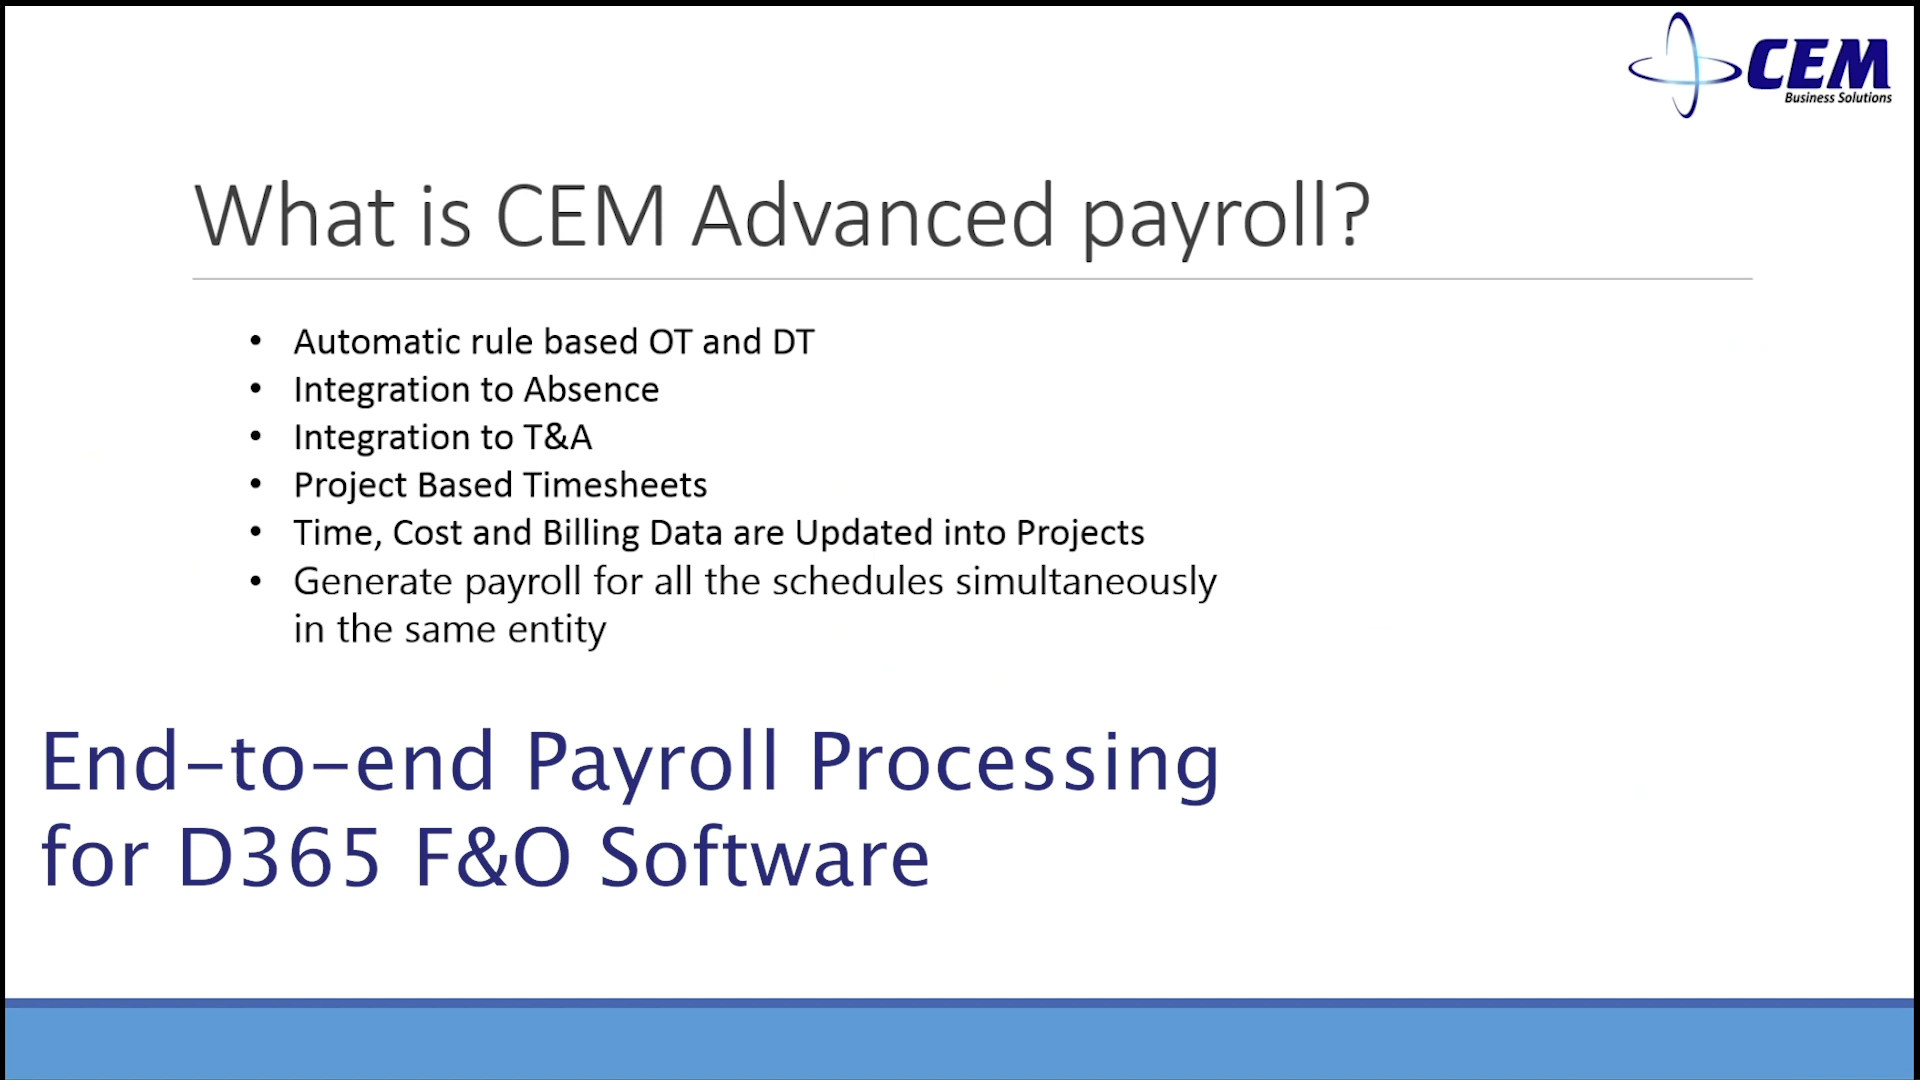 CEM
Business Solutions
What is CEM Advanced payroll?
• Automatic rule based OT and DT
• Integration to Absence
• Integration to T&A
• Project Based Timesheets
• Time, Cost and Billing Data are Updated into Projects
• Generate payroll for all the schedules simultaneously
in the same entity
End-to-end Payroll Processing
for D365 F&O Software